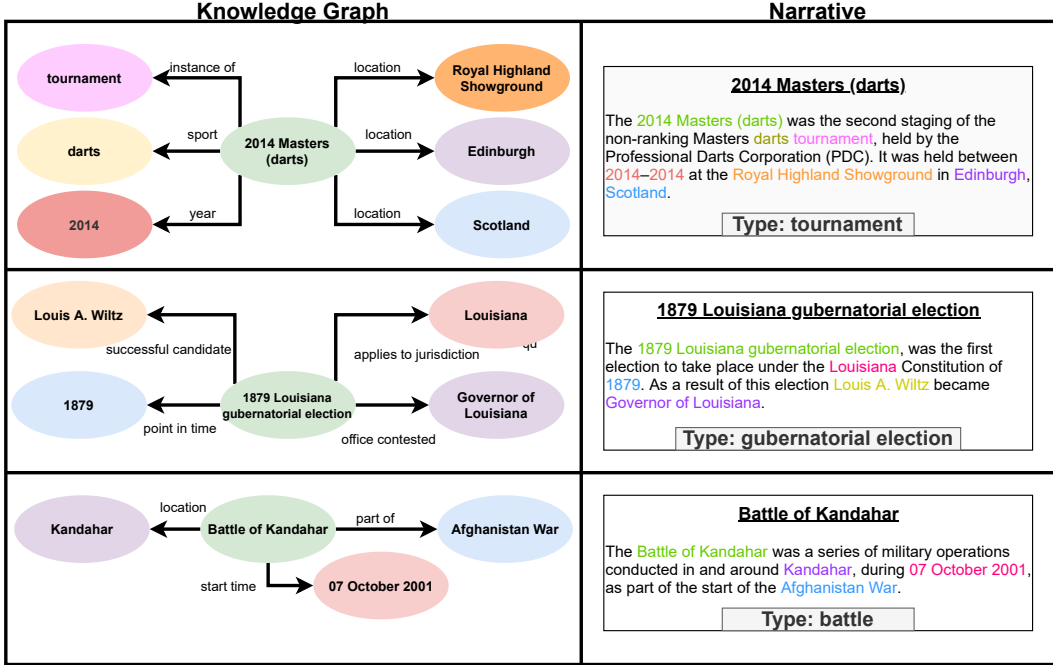 Knowledge Graph
Narrative
tournament
instance of
location
Royal Highland
Showground
darts
sport
2014 Masters
(darts)
location
Edinburgh
2014
year
location
Scotland
2014 Masters (darts)
The 2014 Masters (darts) was the second staging of the
non-ranking Masters darts tournament, held by the
Professional Darts Corporation (PDC). It was held between
2014–2014 at the Royal Highland Showground in Edinburgh,
Scotland.
Type: tournament
Louis A. Wiltz
successful candidate
Louisiana
applies to jurisdiction
qu
1879
point in time
1879 Louisiana
gubernatorial election
office contested
Governor of
Louisiana
1879 Louisiana gubernatorial election
The 1879 Louisiana gubernatorial election, was the first
election to take place under the Louisiana Constitution of
1879. As a result of this election Louis A. Wiltz became
Governor of Louisiana.
Type: gubernatorial election
Kandahar
location
Battle of Kandahar
part of
Afghanistan War
start time
07 October 2001
Battle of Kandahar
The Battle of Kandahar was a series of military operations
conducted in and around Kandahar, during 07 October 2001,
as part of the start of the Afghanistan War.
Type: battle